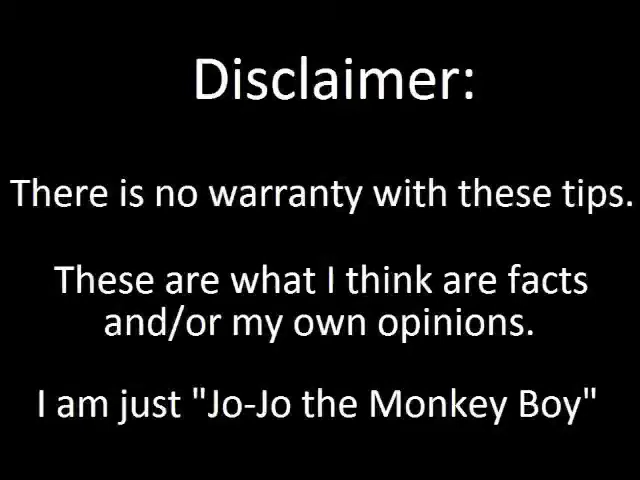 Disclaimer:
There is no warranty with these tips.
These are what I think are facts
and/or my own opinions.
I am just "Jo-Jo the Monkey Boy"